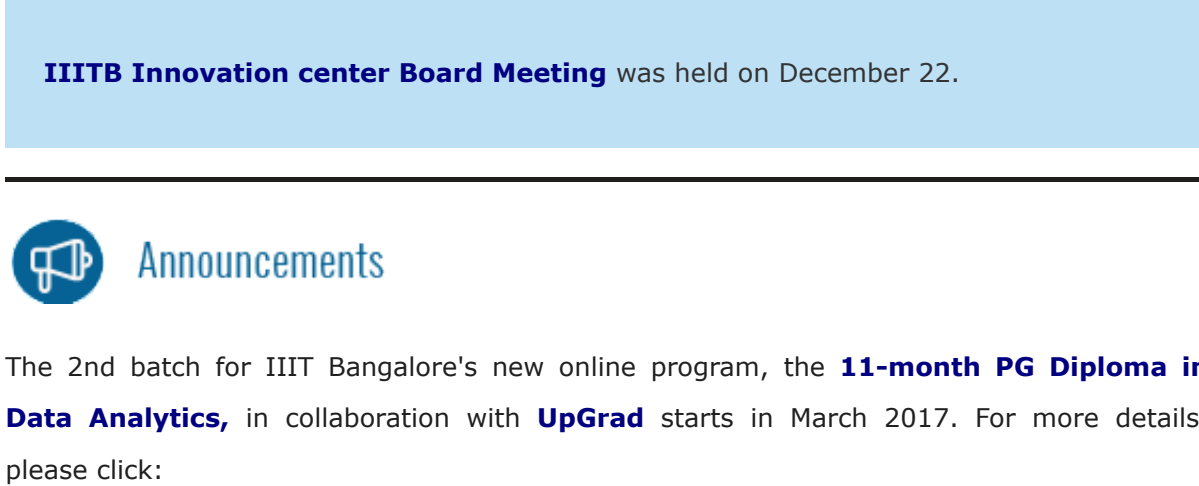 IIITB Innovation center Board Meeting was held on December 22.
Announcements
The 2nd batch for IIIT Bangalore's new online program, the 11-month PG Diploma in
Data Analytics, in collaboration with UpGrad starts in March 2017. For more details
please click: